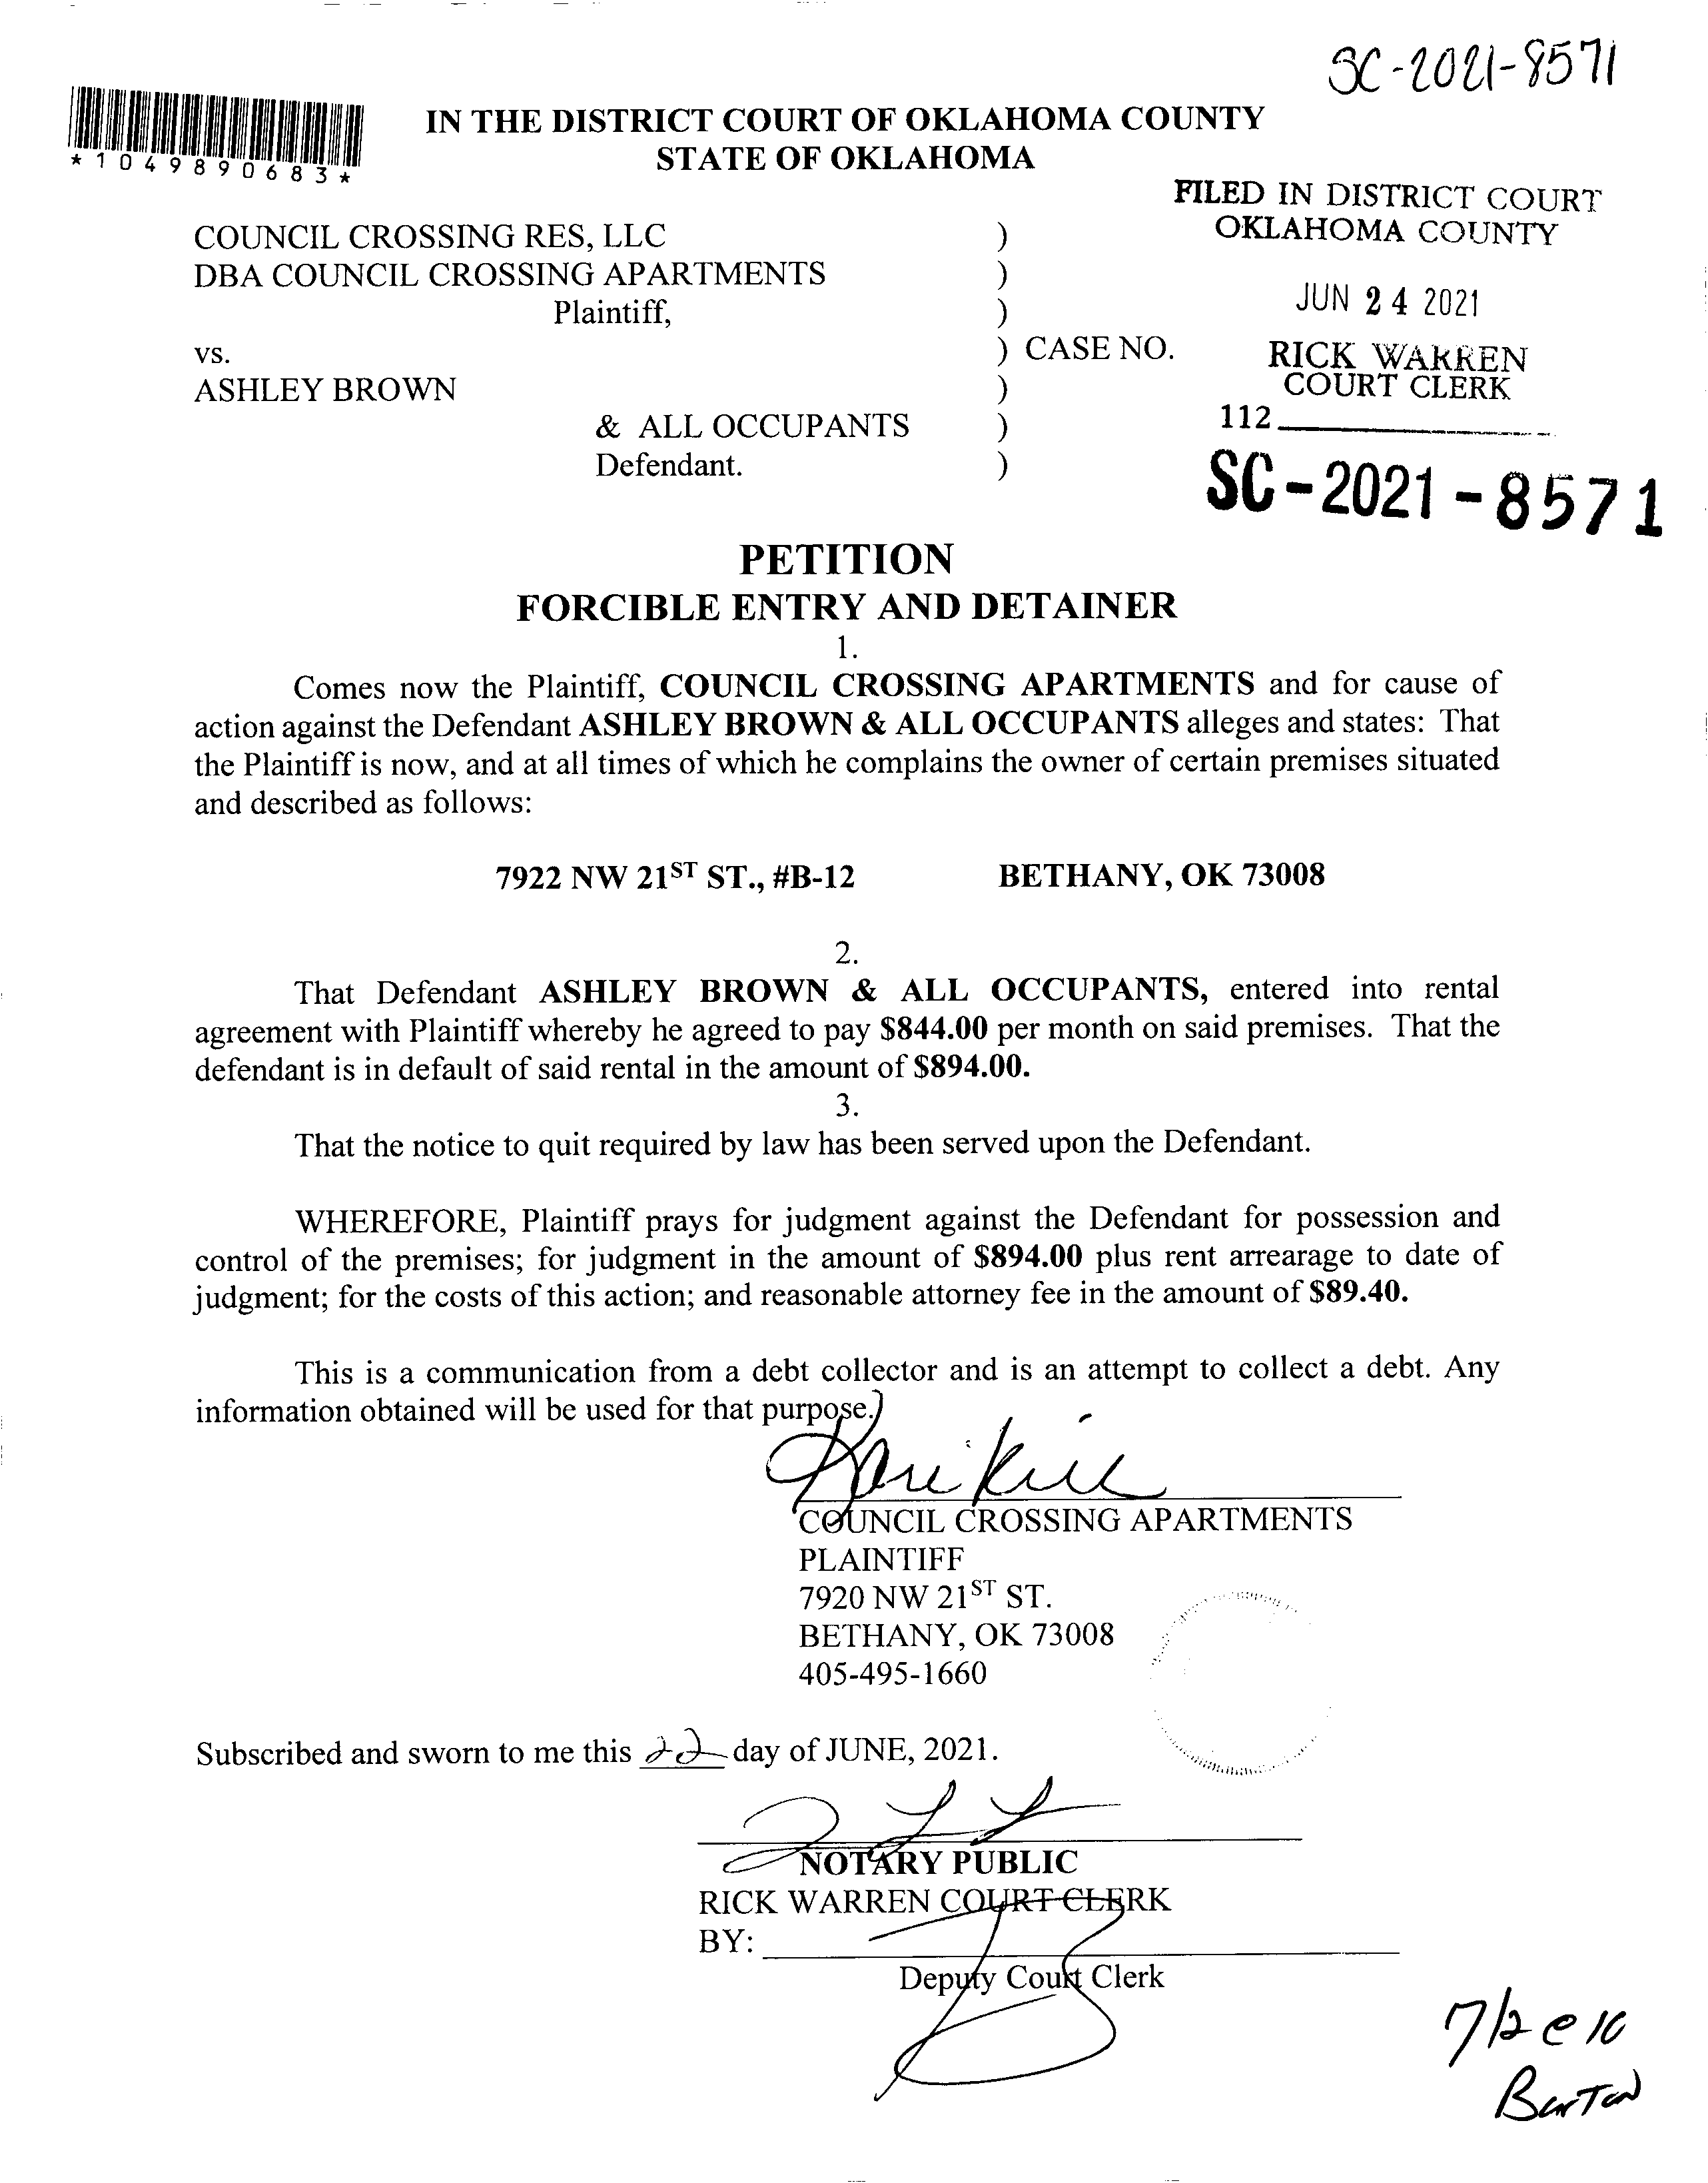 SC-2021-8571
*1049890683*
IN THE DISTRICT COURT OF OKLAHOMA COUNTY
STATE OF OKLAHOMA
FILED IN DISTRICT COURT
OKLAHOMA COUNTY
JUN 24 2021
RICK WARREN
COURT CLERK
112
SC-2021-8571
COUNCIL CROSSING RES, LLC )
DBA COUNCIL CROSSING APARTMENTS )
Plaintiff, )
vs. ) CASE NO.
ASHLEY BROWN )
& ALL OCCUPANTS )
Defendant. )
PETITION
FORCIBLE ENTRY AND DETAINER
1.
Comes now the Plaintiff, COUNCIL CROSSING APARTMENTS and for cause of
action against the Defendant ASHLEY BROWN & ALL OCCUPANTS alleges and states: That
the Plaintiff is now, and at all times of which he complains the owner of certain premises situated
and described as follows:
7922 NW 21ST ST., #B-12 BETHANY, OK 73008
2.
That Defendant ASHLEY BROWN & ALL OCCUPANTS, entered into rental
agreement with Plaintiff whereby he agreed to pay $844.00 per month on said premises. That the
defendant is in default of said rental in the amount of $894.00.
3.
That the notice to quit required by law has been served upon the Defendant.
WHEREFORE, Plaintiff prays for judgment against the Defendant for possession and
control of the premises; for judgment in the amount of $894.00 plus rent arrearage to date of
judgment; for the costs of this action; and reasonable attorney fee in the amount of $89.40.
This is a communication from a debt collector and is an attempt to collect a debt. Any
information obtained will be used for that purpose.
COUNCIL CROSSING APARTMENTS
PLAINTIFF
7920 NW 21ST ST.
BETHANY, OK 73008
405-495-1660
Subscribed and sworn to me this 22 day of JUNE, 2021.
NOTARY PUBLIC
RICK WARREN COURT CLERK
BY:
Deputy Court Clerk
7/2 @ 10
Barton